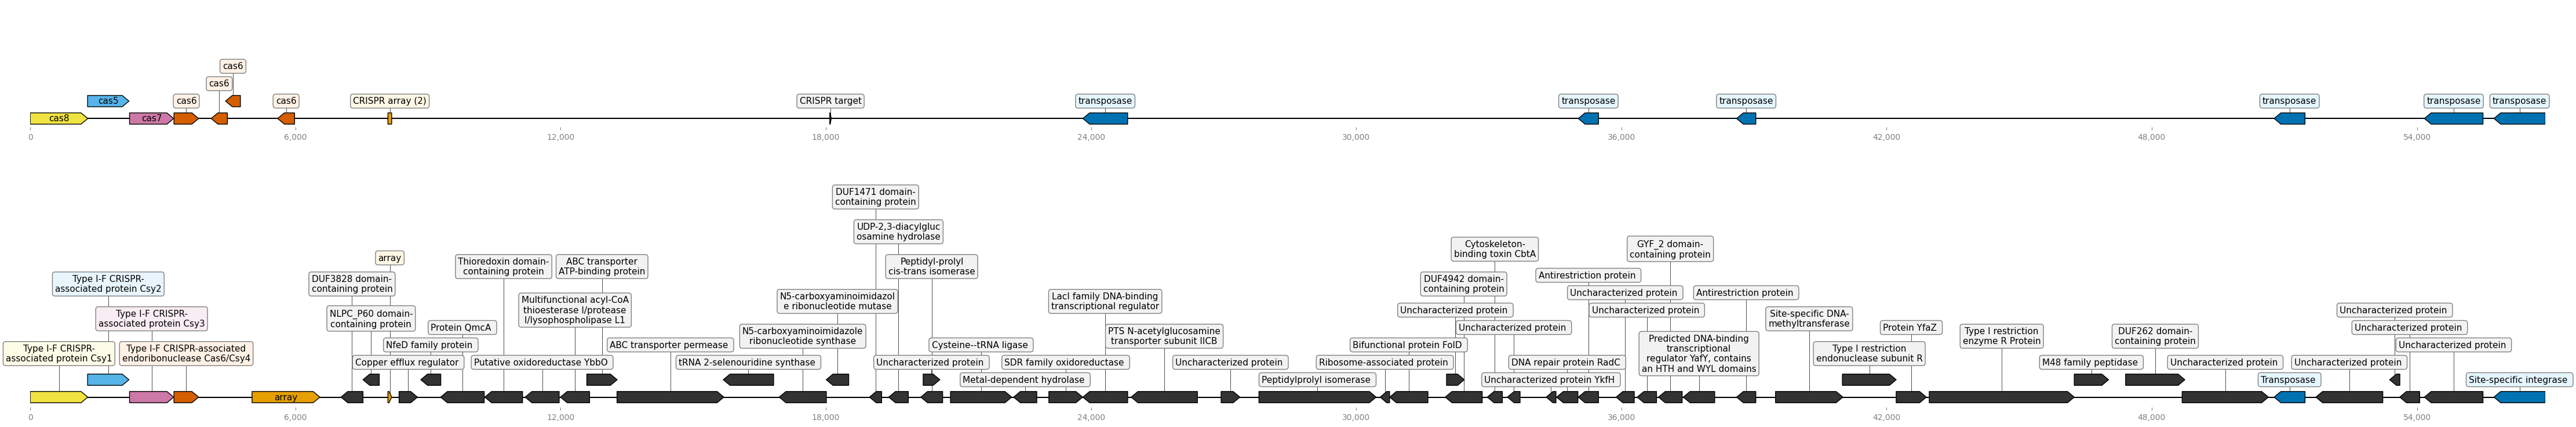 cas6
cas6
cas5
cas6
cas6
CRISPR array (2)
CRISPR target
transposase
transposase
transposase
transposase
transposase
transposase
cas8
cas7
0
6,000
12,000
18,000
24,000
30,000
36,000
42,000
48,000
54,000
DUF1471 domain-
containing protein
UDP-2,3-diacylgluc
osamine hydrolase
Cytoskeleton-
binding toxin CbtA
GYF_2 domain-
containing protein
array
Thioredoxin domain-
containing protein
ABC transporter
ATP-binding protein
Peptidyl-prolyl
cis-trans isomerase
Antirestriction protein
Type I-F CRISPR-
associated protein Csy2
DUF3828 domain-
containing protein
DUF4942 domain-
containing protein
Uncharacterized protein
Antirestriction protein
Multifunctional acyl-CoA
thioesterase I/protease
I/lysophospholipase L1
N5-carboxyaminoimidazol
e ribonucleotide mutase
LacI family DNA-binding
transcriptional regulator
Uncharacterized protein
Uncharacterized protein
Uncharacterized protein
Type I-F CRISPR-
associated protein Csy3
NLPC_P60 domain-
containing protein
Protein QmcA
Uncharacterized protein
Site-specific DNA-
methyltransferase
Protein YfaZ
Uncharacterized protein
N5-carboxyaminoimidazole
ribonucleotide synthase
PTS N-acetylglucosamine
transporter subunit IICB
Type I restriction
enzyme R Protein
DUF262 domain-
containing protein
Type I-F CRISPR-
associated protein Csy1
Type I-F CRISPR-associated
endoribonuclease Cas6/Csy4
NfeD family protein
ABC transporter permease
Cysteine--tRNA ligase
Bifunctional protein FolD
Predicted DNA-binding
transcriptional
regulator YafY, contains
an HTH and WYL domains
Type I restriction
endonuclease subunit R
Uncharacterized protein
Copper efflux regulator
Putative oxidoreductase YbbO
tRNA 2-selenouridine synthase
Uncharacterized protein
SDR family oxidoreductase
Uncharacterized protein
Ribosome-associated protein
DNA repair protein RadC
M48 family peptidase
Uncharacterized protein
Uncharacterized protein
Metal-dependent hydrolase
Peptidylprolyl isomerase
Uncharacterized protein YkfH
Transposase
Site-specific integrase
array
0
6,000
12,000
18,000
24,000
30,000
36,000
42,000
48,000
54,000